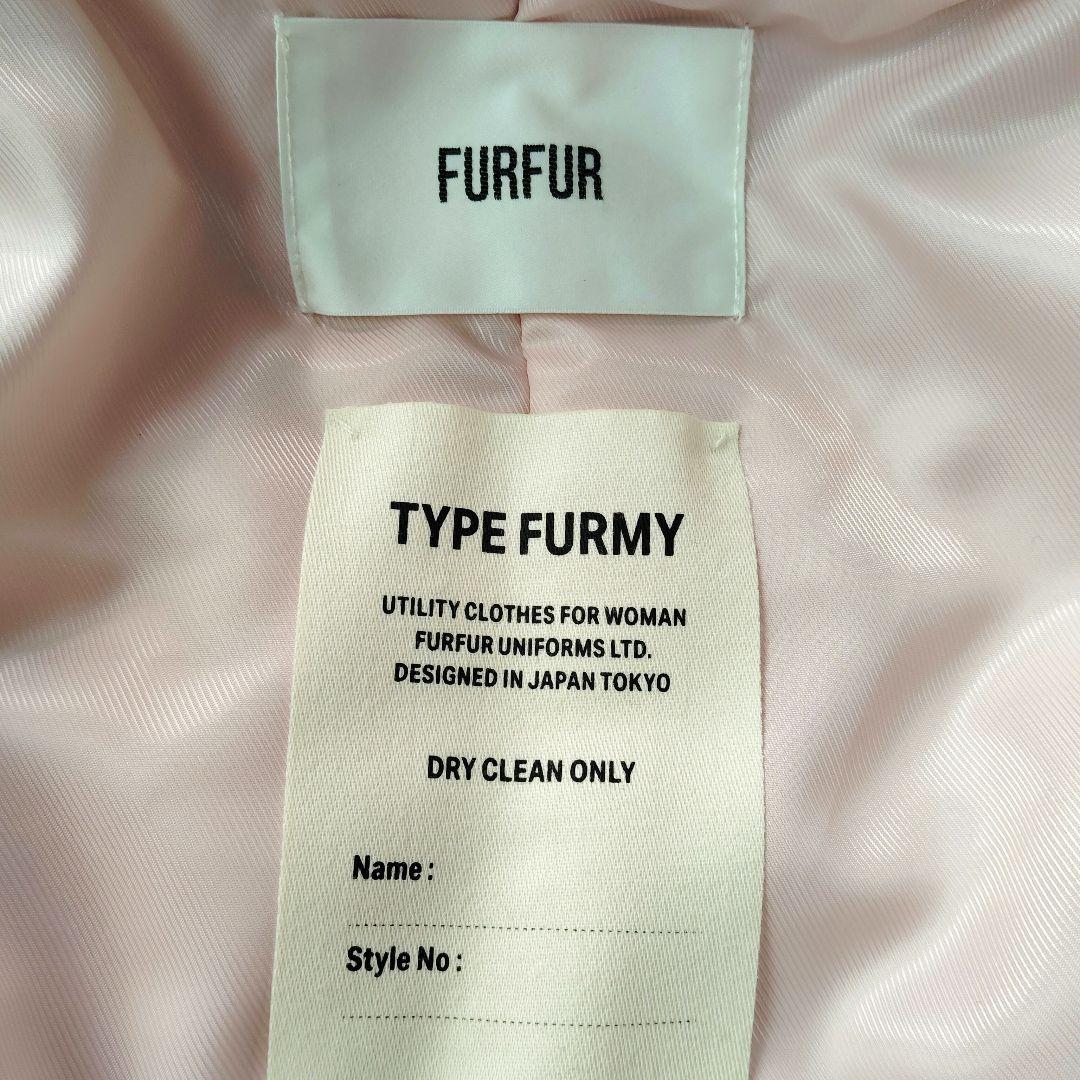 FURFUR
TYPE FURMY
UTILITY CLOTHES FOR WOMAN
FURFUR UNIFORMS LTD.
DESIGNED IN JAPAN TOKYO
DRY CLEAN ONLY
Name :
Style No :